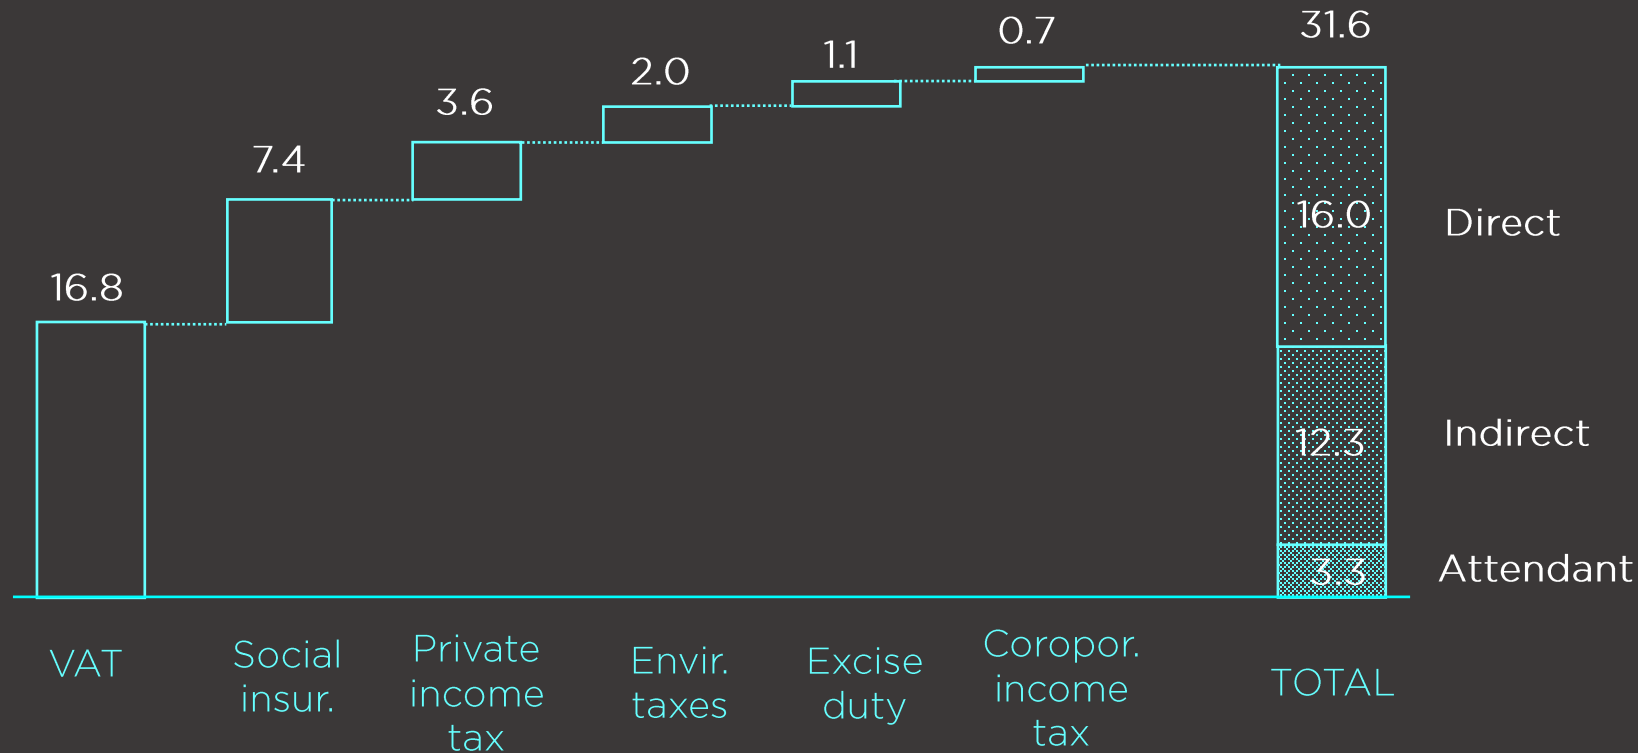 16.8
7.4
3.6
2.0
1.1
0.7
31.6
16.0
Direct
12.3
Indirect
3.3
Attendant
VAT
Social
insur.
Private
income
tax
Envir.
taxes
Excise
duty
Coropor.
income
tax
TOTAL